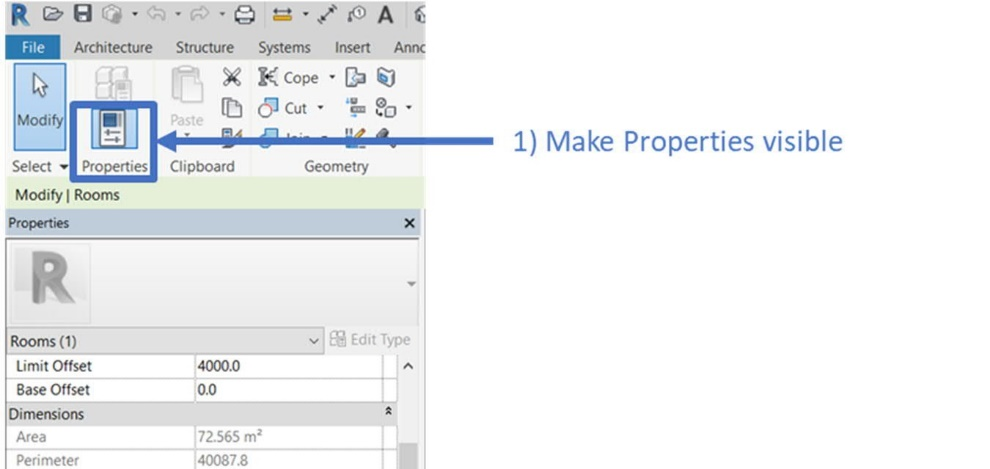 R A
File Architecture Structure Systems Insert Anno
Modify Paste Cope
Cut
Join
Select Properties Clipboard Geometry
1) Make Properties visible
Modify | Rooms
Properties
R
Rooms (1) Edit Type
Limit Offset 4000.0
Base Offset 0.0
Dimensions
Area 72.565 m²
Perimeter 40087.8